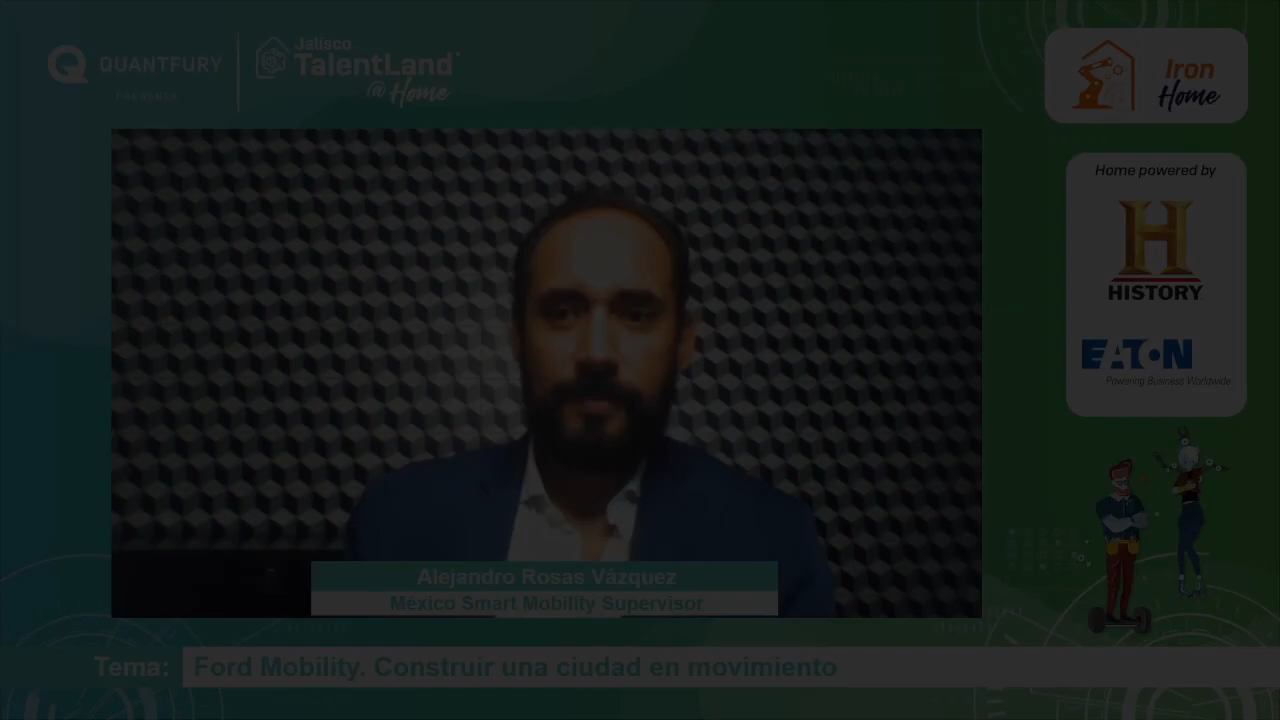 QUANTFURY
PRESENTS
Jalisco
TalentLand
@Home
Iron
Home
Home powered by
H
HISTORY
EATON
Powering Business Worldwide
Alejandro Rosas Vázquez
México Smart Mobility Supervisor
Tema: Ford Mobility. Construir una ciudad en movimiento